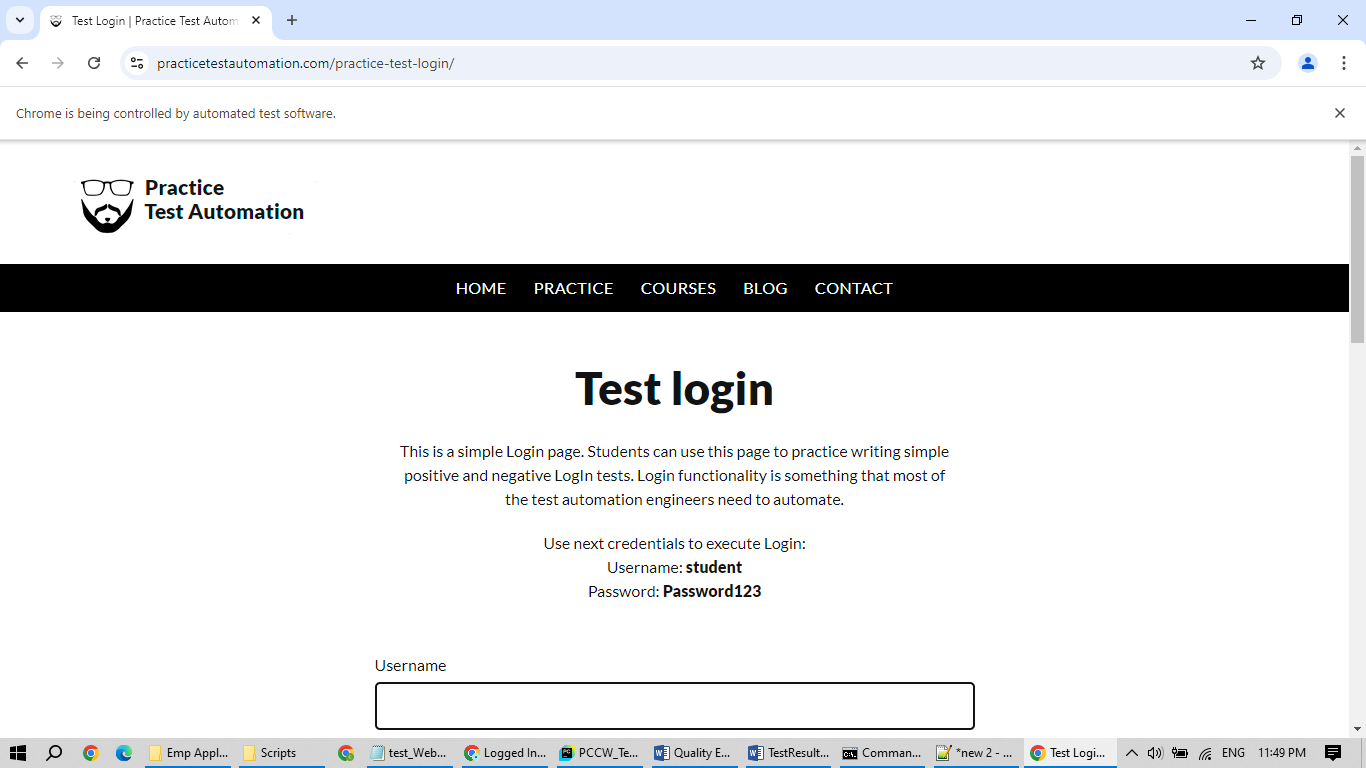 Test Login | Practice Test Autom
practicetestautomation.com/practice-test-login/
Chrome is being controlled by automated test software.
Practice
Test Automation
HOME PRACTICE COURSES BLOG CONTACT
Test login
This is a simple Login page. Students can use this page to practice writing simple
positive and negative LogIn tests. Login functionality is something that most of
the test automation engineers need to automate.
Use next credentials to execute Login:
Username: student
Password: Password123
Username
Emp Appl... Scripts test_Web... Logged In... PCCW_Te... Quality E... TestResult... Comman... *new 2 - ... Test Logi... ENG 11:49 PM